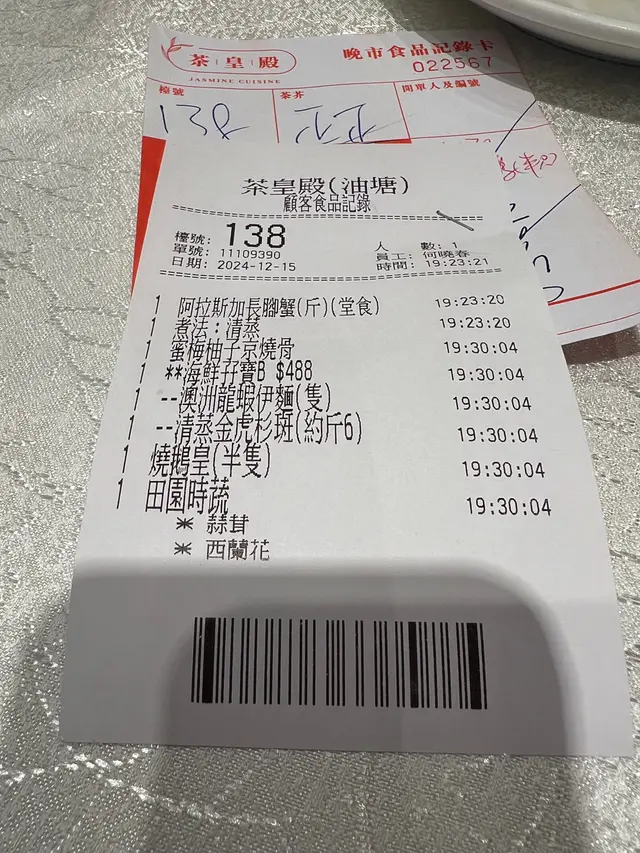 茶皇殿
JASMINE CUISINE
晚市食品記錄卡
022567
檯號
茶芥
開單人及編號
138
茶皇殿(油塘)
顧客食品記錄
檯號: 138 人 數: 1
單號: 11109390 員工: 何曉春
日期: 2024-12-15 時間: 19:23:21
1 阿拉斯加長腳蟹(斤)(堂食) 19:23:20
1 煮法:清蒸 19:23:20
1 蜜梅柚子京燒骨 19:30:04
1 **海鮮孖寶B $488 19:30:04
1 --澳洲龍蝦伊麵(隻) 19:30:04
1 --清蒸金虎杉斑(約斤6) 19:30:04
1 燒鵝皇(半隻) 19:30:04
1 田園時蔬 19:30:04
* 蒜茸
* 西蘭花